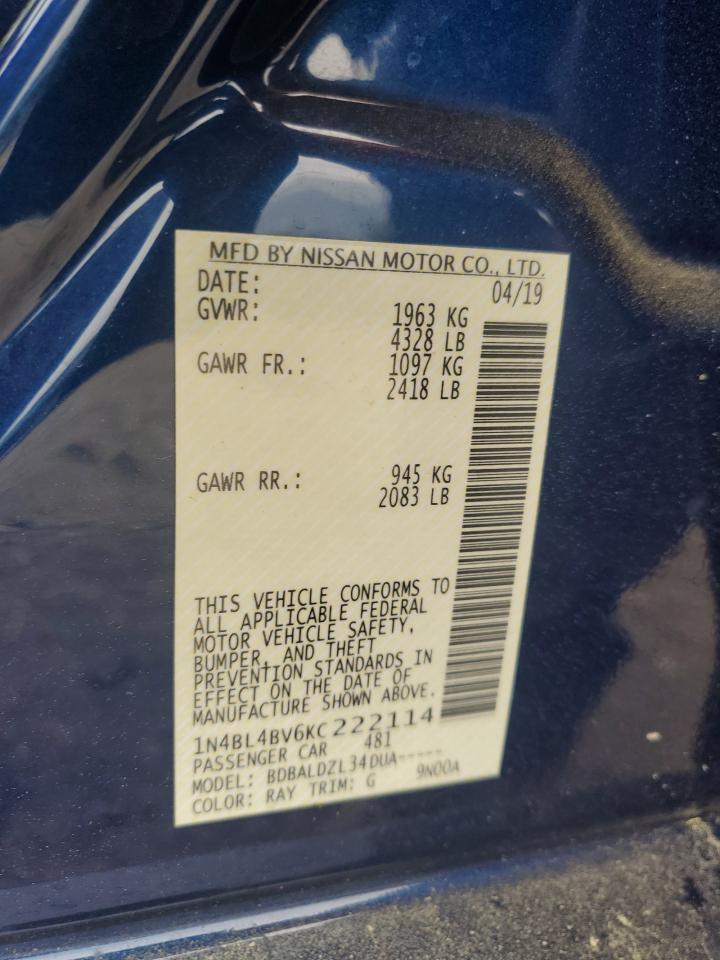 MFD BY NISSAN MOTOR CO., LTD.
DATE: 04/19
GVWR: 1963 KG
4328 LB
GAWR FR.: 1097 KG
2418 LB
GAWR RR.: 945 KG
2083 LB
THIS VEHICLE CONFORMS TO
ALL APPLICABLE FEDERAL
MOTOR VEHICLE SAFETY,
BUMPER, AND THEFT
PREVENTION STANDARDS IN
EFFECT ON THE DATE OF
MANUFACTURE SHOWN ABOVE.
1N4BL4BV6KC222114
PASSENGER CAR 481
MODEL: BDBALDZL34DUA-----
COLOR: RAY TRIM: G 9N00A